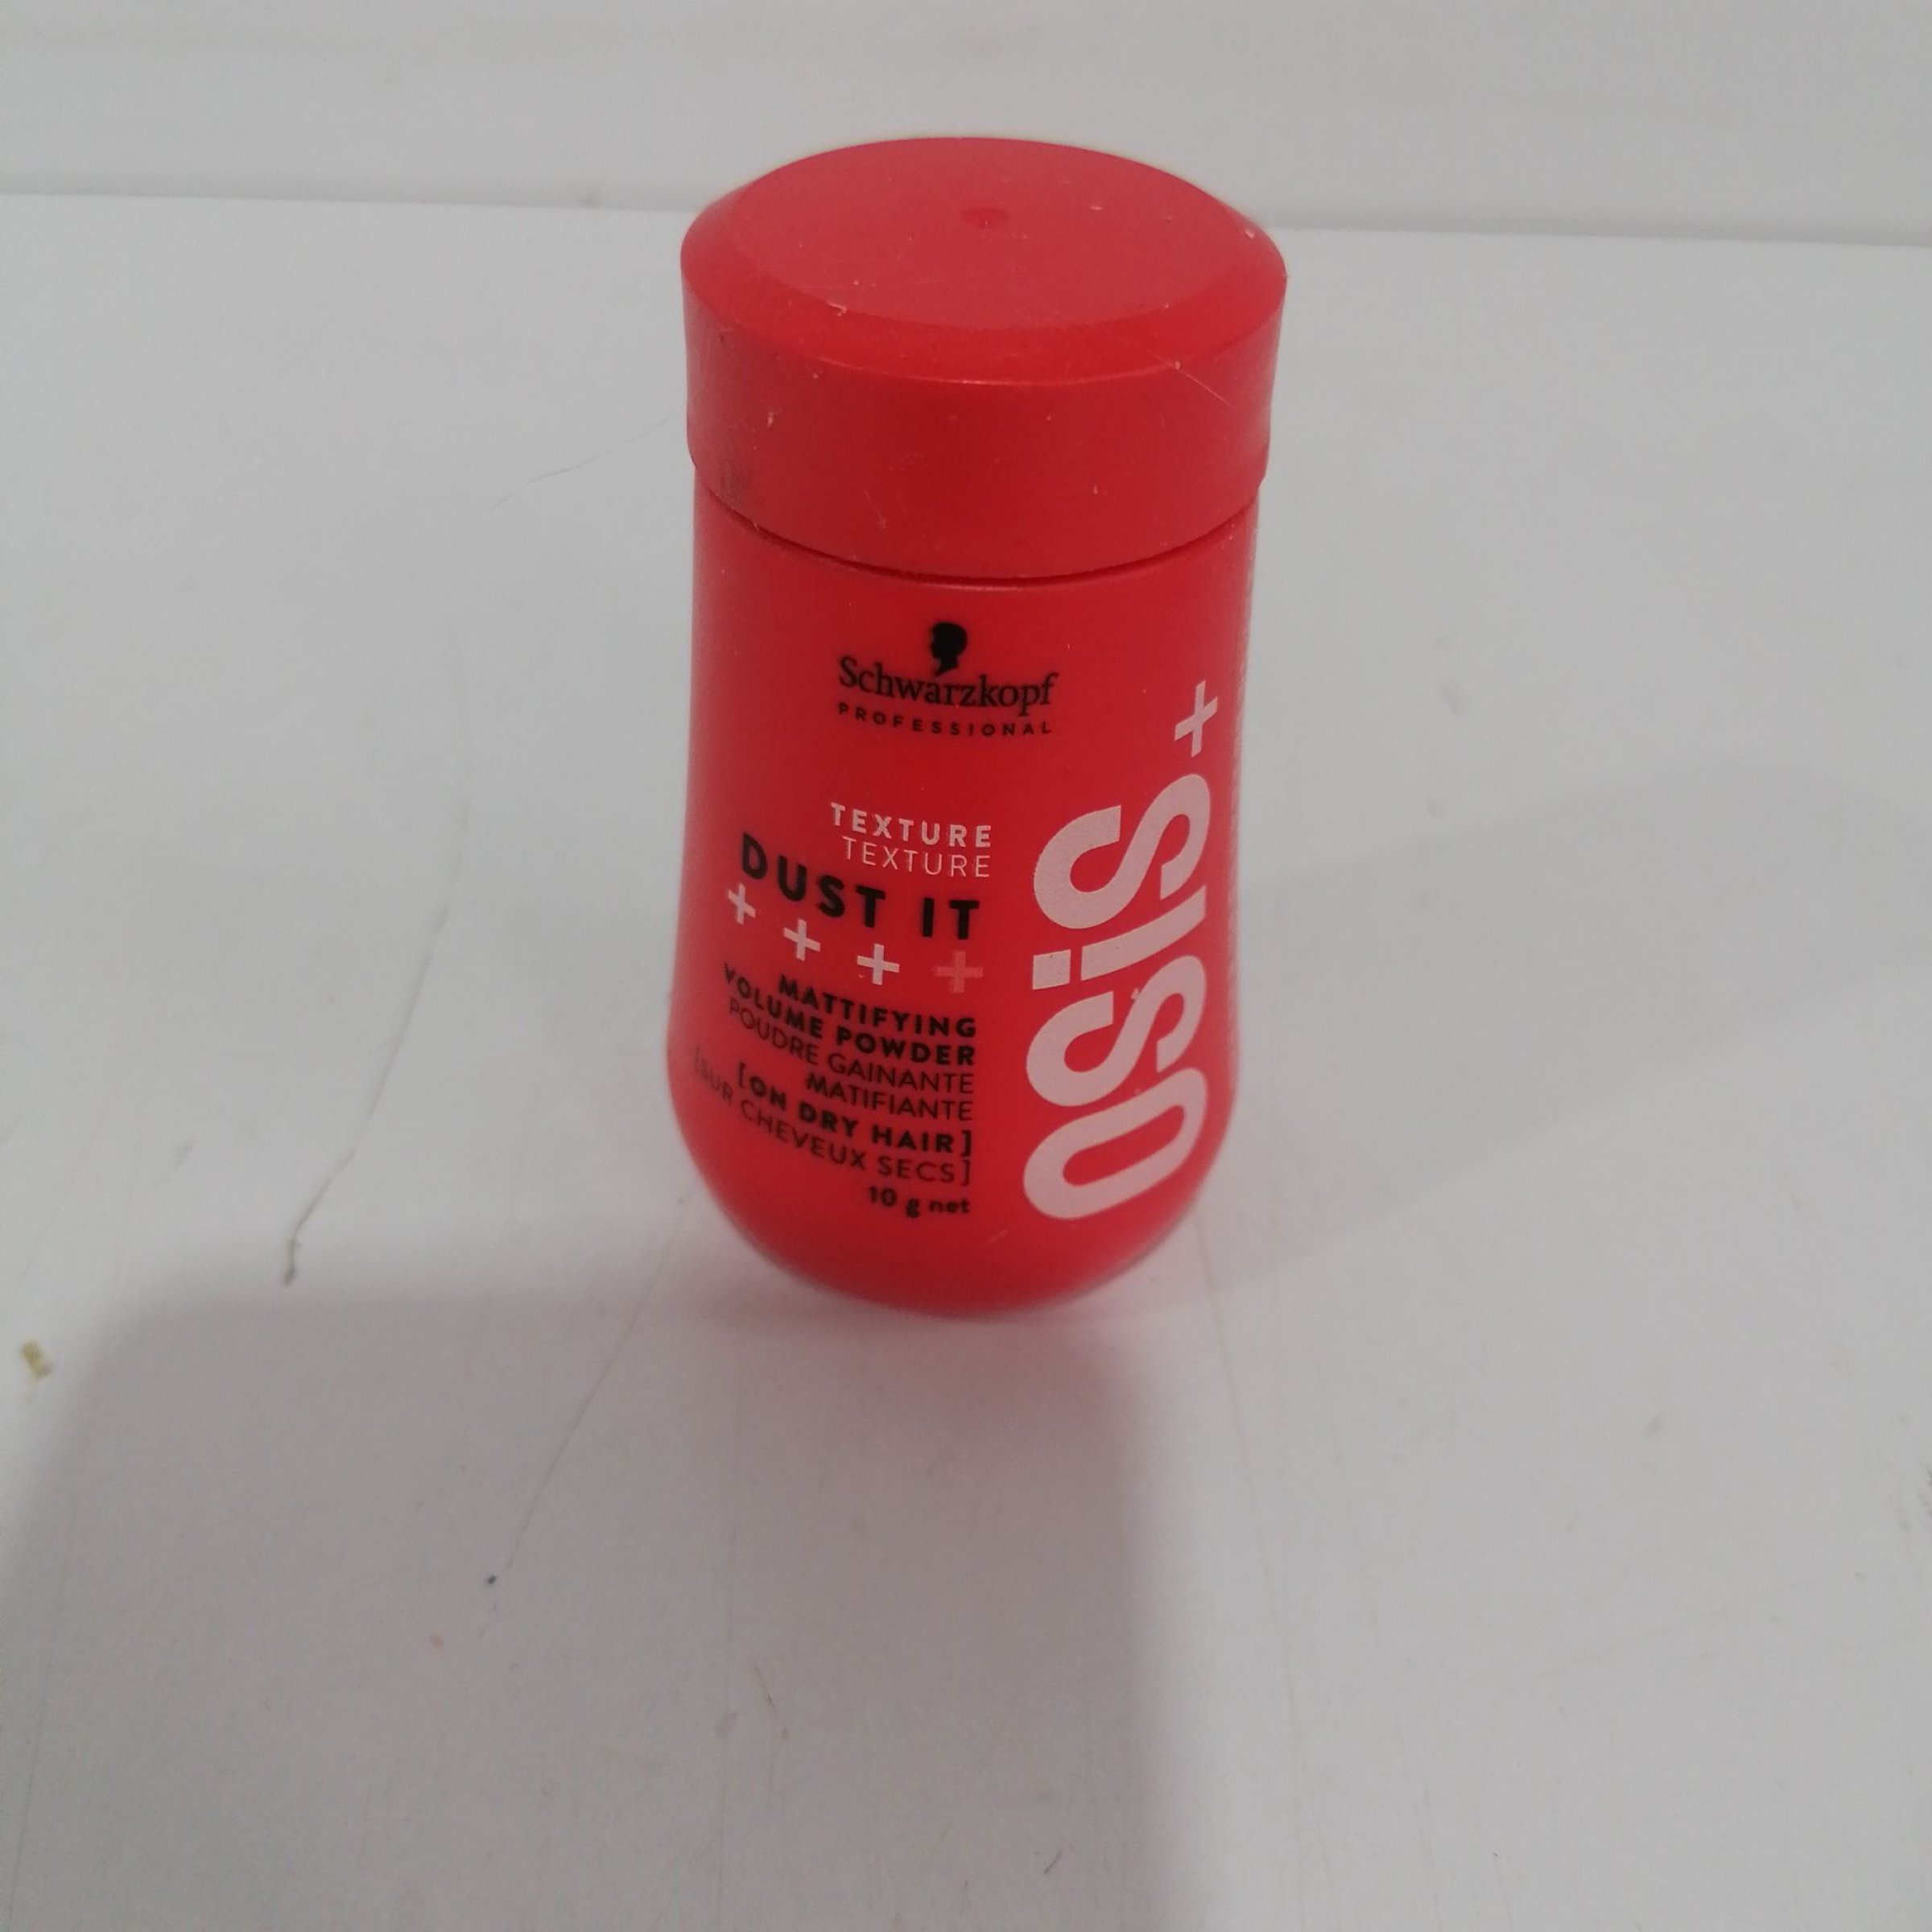 Schwarzkopf
PROFESSIONAL
TEXTURE
TEXTURE
DUST IT
+ + + +
MATTIFYING
VOLUME POWDER
POUDRE GAINANTE
MATIFIANTE
[ON DRY HAIR]
[SUR CHEVEUX SECS]
10 g net
OSiS+